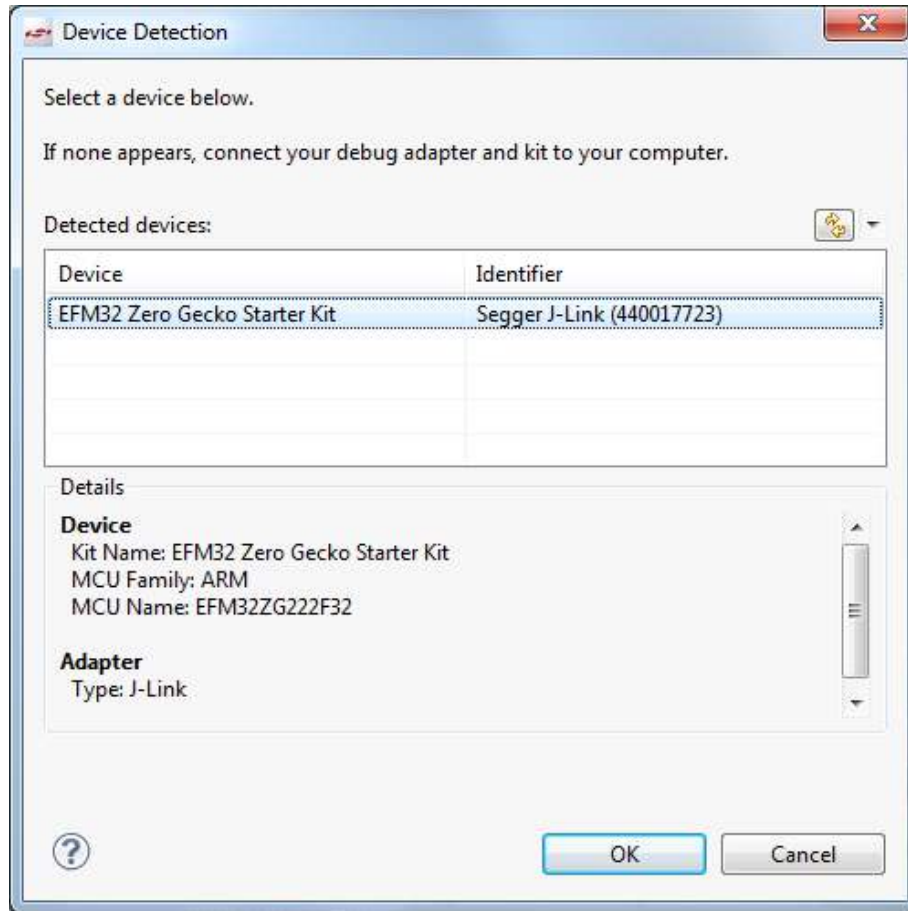 Device Detection
Select a device below.
If none appears, connect your debug adapter and kit to your computer.
Detected devices:
Device Identifier
EFM32 Zero Gecko Starter Kit Segger J-Link (440017723)
Details
Device
Kit Name: EFM32 Zero Gecko Starter Kit
MCU Family: ARM
MCU Name: EFM32ZG222F32
Adapter
Type: J-Link
OK Cancel